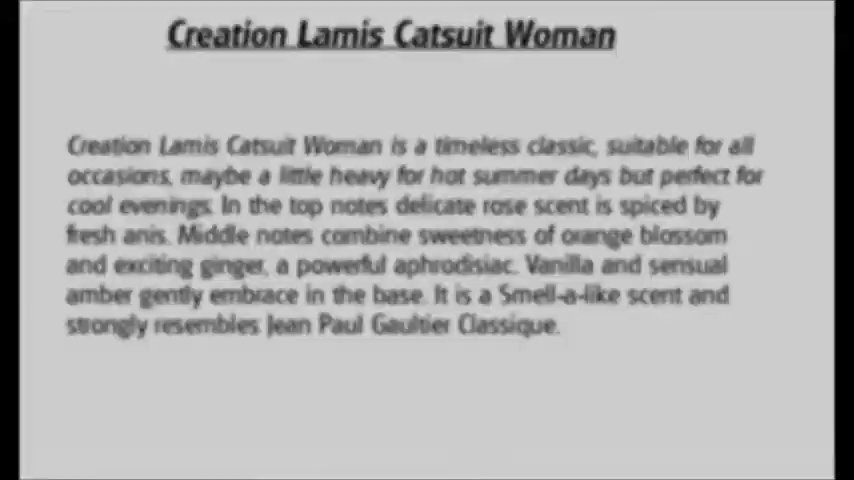 Creation Lamis Catsuit Woman
Creation Lamis Catsuit Woman is a timeless classic, suitable for all
occasions, maybe a little heavy for hot summer days but perfect for
cool evenings. In the top notes delicate rose scent is spiced by
fresh anis. Middle notes combine sweetness of orange blossom
and exciting ginger, a powerful aphrodisiac. Vanilla and sensual
amber gently embrace in the base. It is a Smell-a-like scent and
strongly resembles Jean Paul Gaultier Classique.